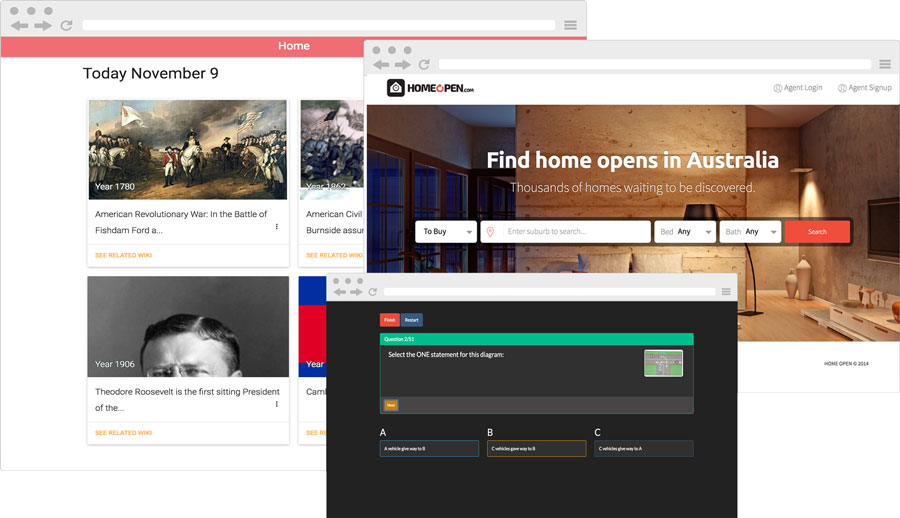 Home
Today November 9
Year 1780
American Revolutionary War: In the Battle of
Fishdam Ford a...
SEE RELATED WIKI
Year 1862
American Civil
Burnside assu
SEE RE
Year 1906
Theodore Roosevelt is the first sitting President
of the...
SEE RELATED WIKI
Camb
SEE RE
HOMEOPEN.COM
Agent Login
Agent Signup
Find home opens in Australia
Thousands of homes waiting to be discovered.
To Buy
Enter suburb to search...
Bed Any
Bath Any
Search
HOME OPEN © 2014
Finish
Restart
Question 2/51
Select the ONE statement for this diagram:
Next
A
A vehicle give way to B
B
C vehicles gave way to B
C
C vehicles give way to A